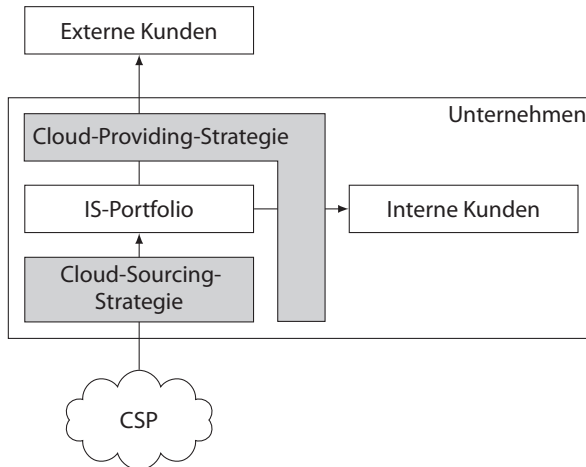 Externe Kunden
Unternehmen
Cloud-Providing-Strategie
IS-Portfolio
Interne Kunden
Cloud-Sourcing-
Strategie
CSP